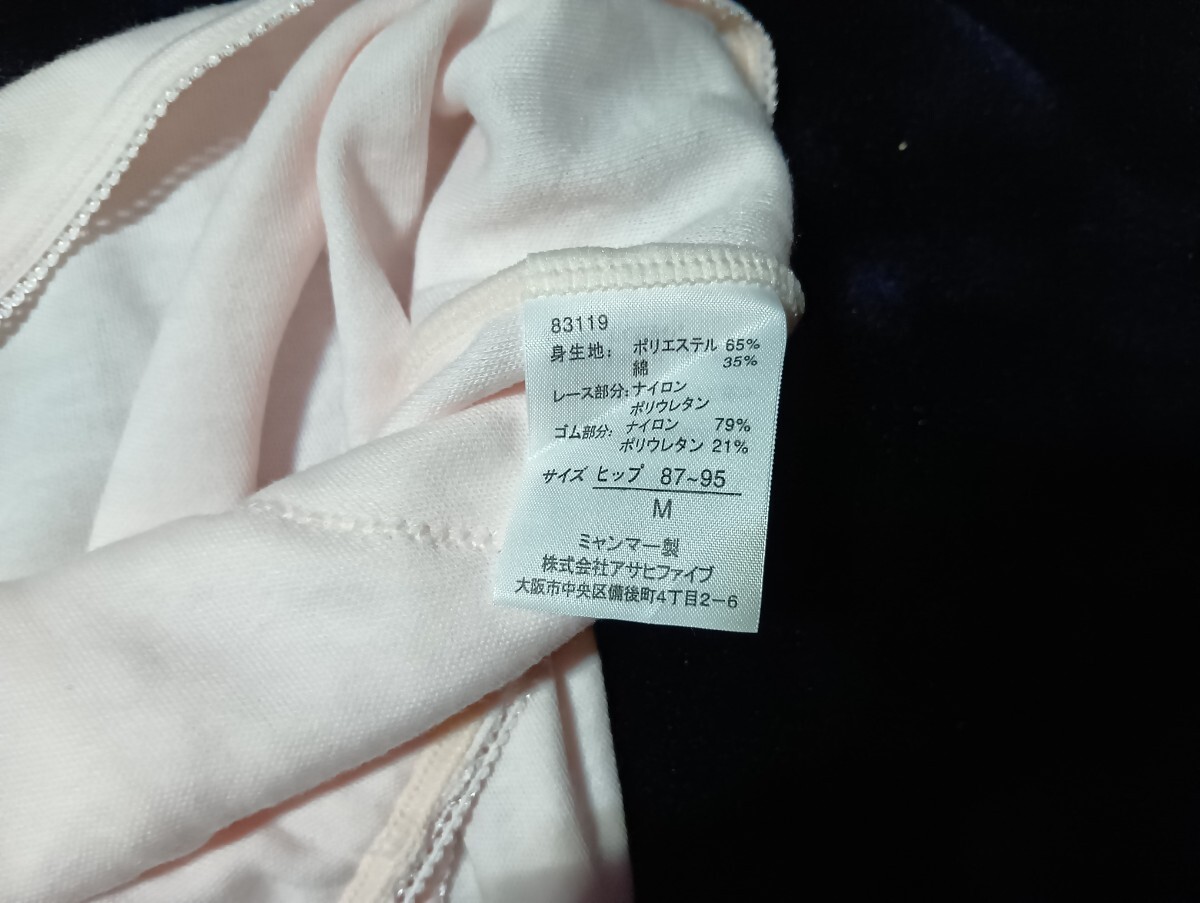 83119
身生地: ポリエステル 65%
綿 35%
レース部分: ナイロン
ポリウレタン
ゴム部分: ナイロン 79%
ポリウレタン 21%
サイズ ヒップ 87~95
M
ミャンマー製
株式会社アサヒファイブ
大阪市中央区備後町4丁目2-6